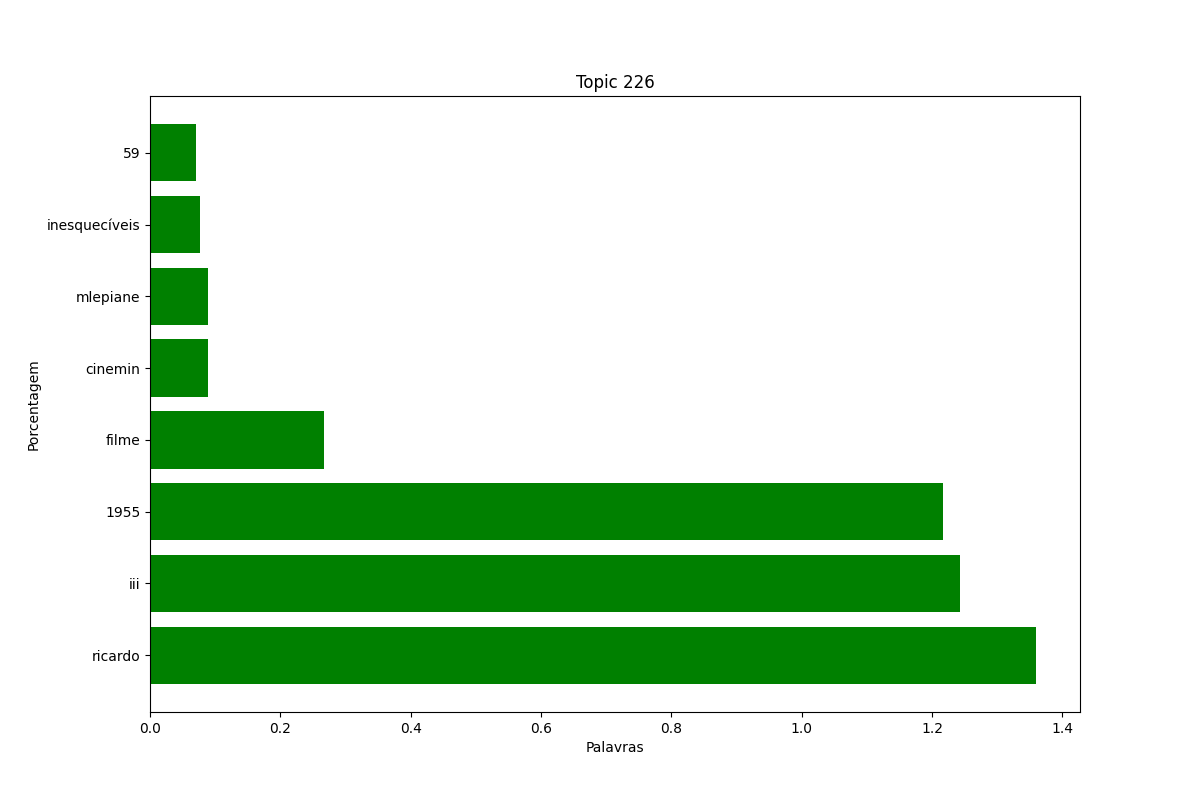 Topic 226
59
inesquecíveis
mlepiane
cinemin
filme
1955
iii
ricardo
Porcentagem
0.0 0.2 0.4 0.6 0.8 1.0 1.2 1.4
Palavras